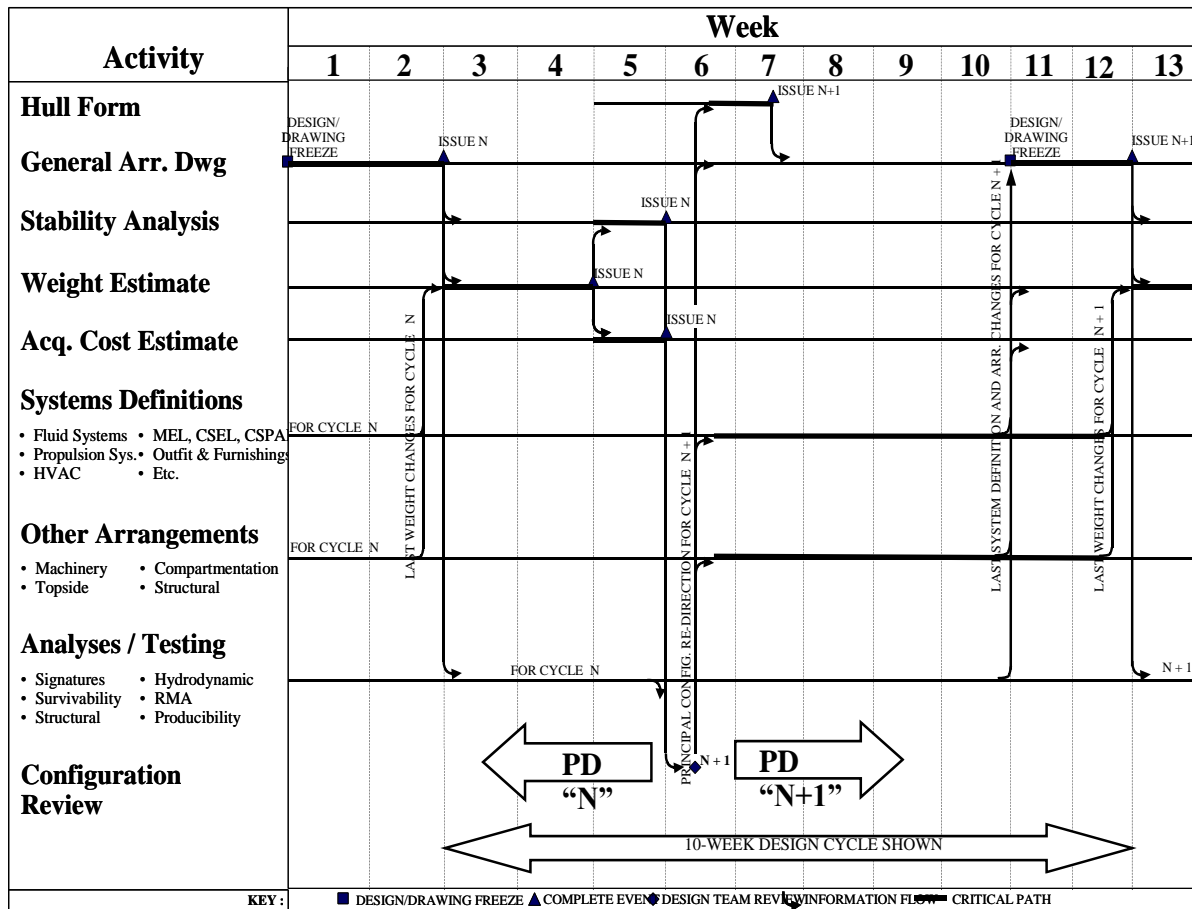 Activity
Week
1 2 3 4 5 6 7 8 9 10 11 12 13
Hull Form
ISSUE N+1
DESIGN/
DRAWING
FREEZE
ISSUE N
DESIGN/
DRAWING
FREEZE
ISSUE N+1
General Arr. Dwg
Stability Analysis
ISSUE N
Weight Estimate
ISSUE N
Acq. Cost Estimate
ISSUE N
Systems Definitions
• Fluid Systems • MEL, CSEL, CSPA
• Propulsion Sys. • Outfit & Furnishings
• HVAC • Etc.
FOR CYCLE N
LAST WEIGHT CHANGES FOR CYCLE N
PRINCIPAL CONFIG. RE-DIRECTION FOR CYCLE N + 1
LAST SYSTEM DEFINITION AND ARR. CHANGES FOR CYCLE N + 1
LAST WEIGHT CHANGES FOR CYCLE N + 1
Other Arrangements
FOR CYCLE N
• Machinery • Compartmentation
• Topside • Structural
Analyses / Testing
FOR CYCLE N
N + 1
• Signatures • Hydrodynamic
• Survivability • RMA
• Structural • Producibility
Configuration
Review
PD
“N”
N + 1
PD
“N+1”
10-WEEK DESIGN CYCLE SHOWN
KEY : DESIGN/DRAWING FREEZE COMPLETE EVENT DESIGN TEAM REVIEW INFORMATION FLOW CRITICAL PATH